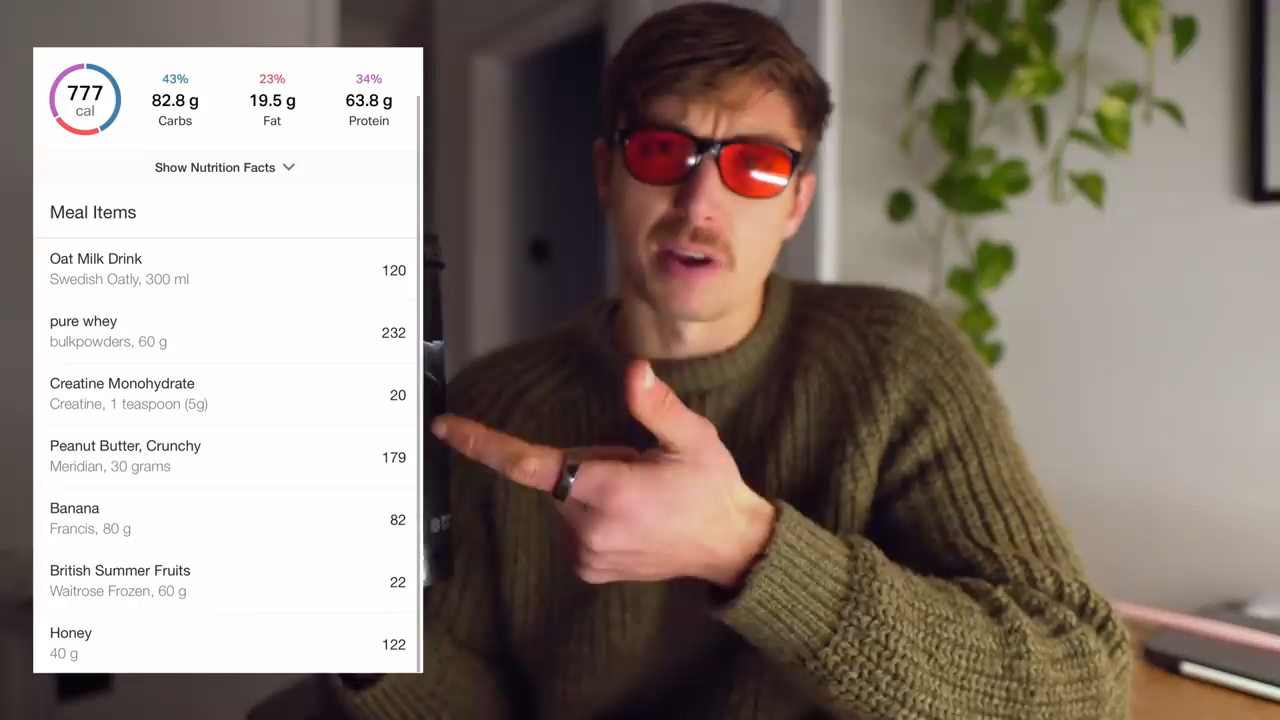 777
cal
43%
82.8 g
Carbs
23%
19.5 g
Fat
34%
63.8 g
Protein
Show Nutrition Facts
Meal Items
Oat Milk Drink
Swedish Oatly, 300 ml
120
pure whey
bulkpowders, 60 g
232
Creatine Monohydrate
Creatine, 1 teaspoon (5g)
20
Peanut Butter, Crunchy
Meridian, 30 grams
179
Banana
Francis, 80 g
82
British Summer Fruits
Waitrose Frozen, 60 g
22
Honey
40 g
122